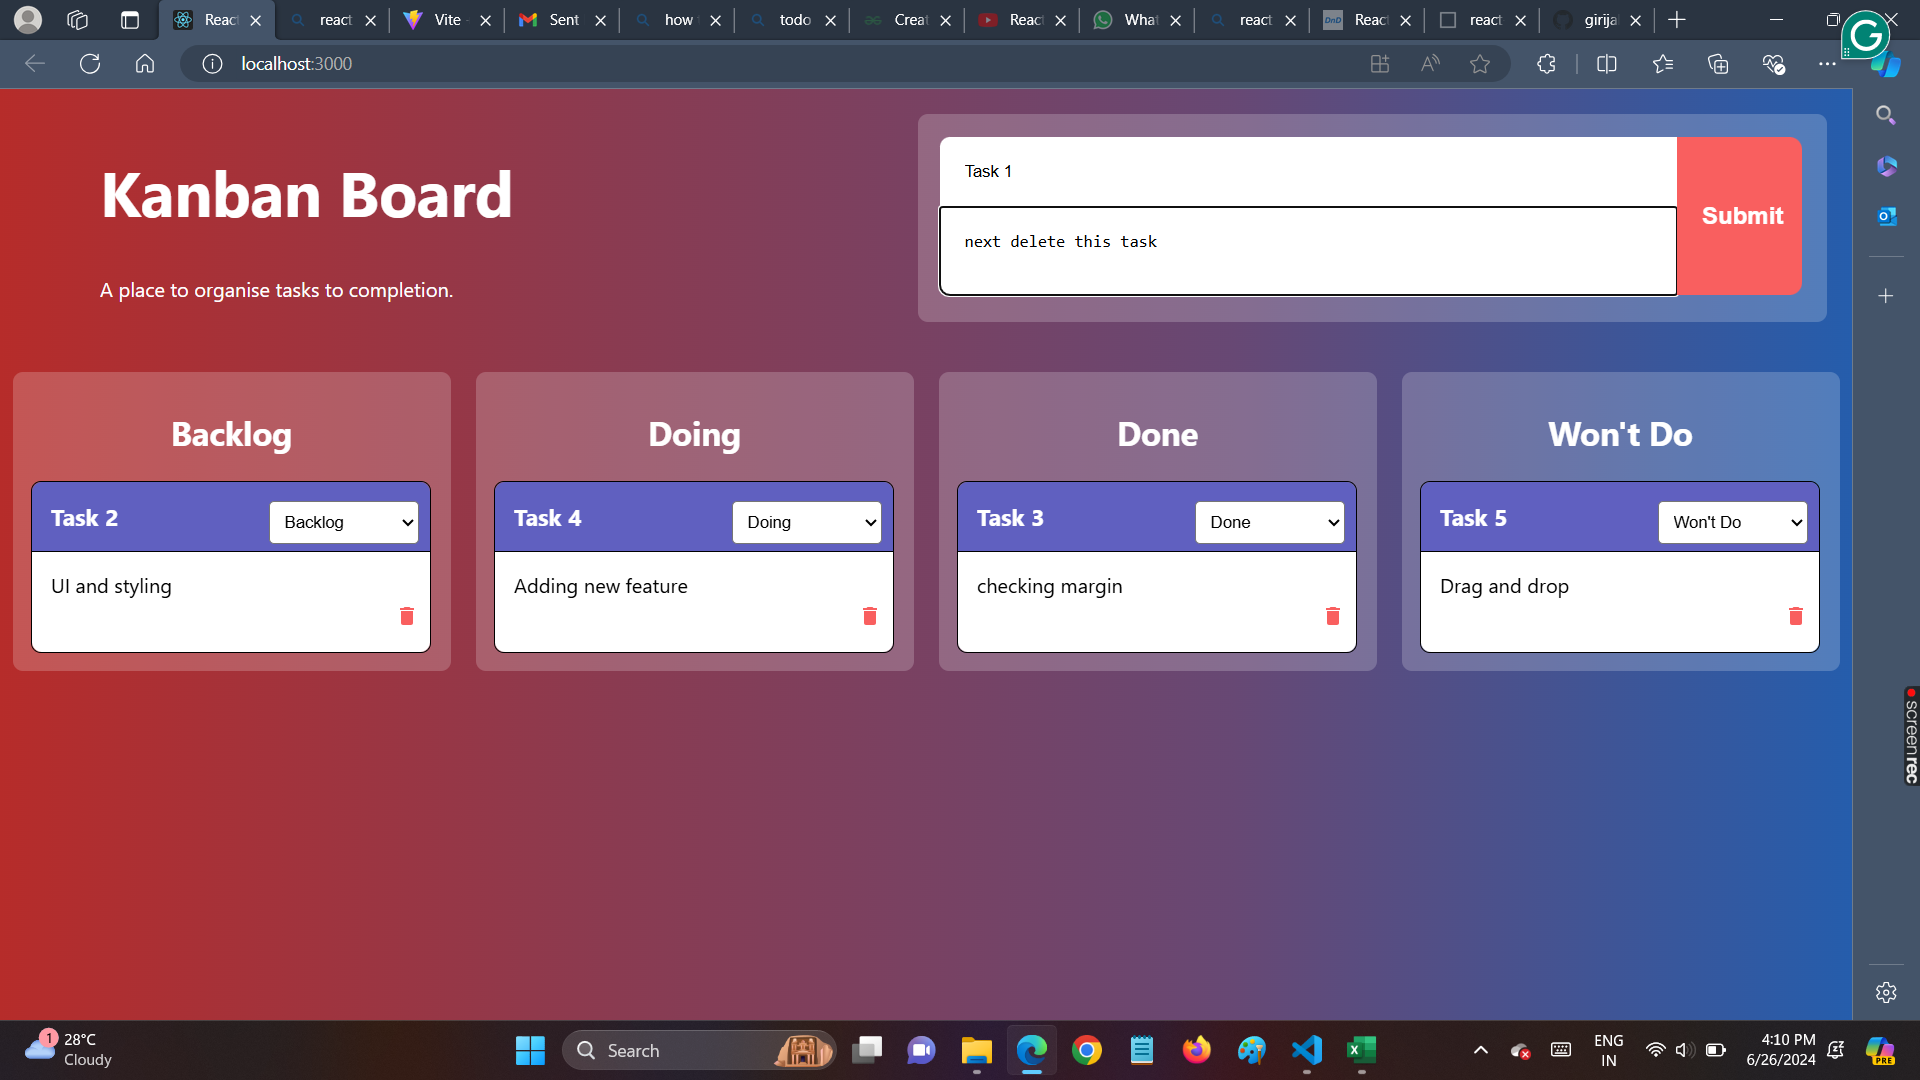 React
react
Vite -
Sent
how t
todo
Creat
React
What
react
DnD
React
react
girija
localhost:3000
Kanban Board
A place to organise tasks to completion.
Task 1
next delete this task
Submit
Backlog
Doing
Done
Won't Do
Task 2
Backlog
UI and styling
Task 4
Doing
Adding new feature
Task 3
Done
checking margin
Task 5
Won't Do
Drag and drop
screenrec
1
28°C
Cloudy
Search
ENG
IN
4:10 PM
6/26/2024
PRE